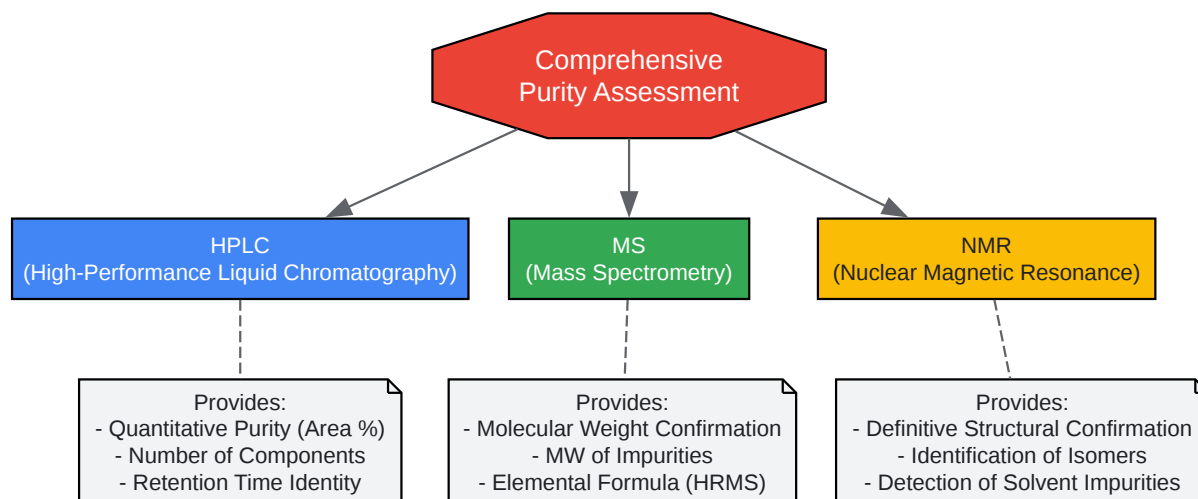 Comprehensive
Purity Assessment
HPLC
(High-Performance Liquid Chromatography)
MS
(Mass Spectrometry)
NMR
(Nuclear Magnetic Resonance)
Provides:
- Quantitative Purity (Area %)
- Number of Components
- Retention Time Identity
Provides:
- Molecular Weight Confirmation
- MW of Impurities
- Elemental Formula (HRMS)
Provides:
- Definitive Structural Confirmation
- Identification of Isomers
- Detection of Solvent Impurities